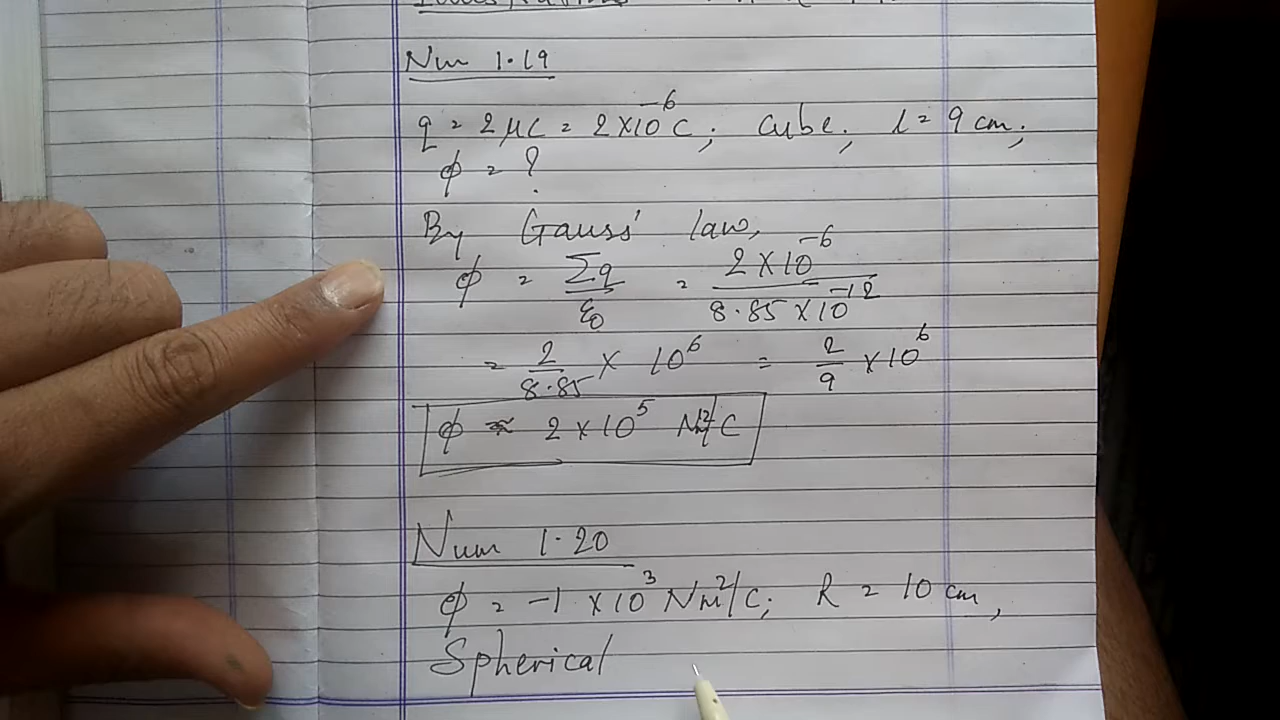 Num 1.19
q = 2 μC = 2×10⁻⁶ C; Cube; l = 9 cm;
ϕ = ?
By Gauss' law,
ϕ = Σq/ε₀ = 2×10⁻⁶/8.85×10⁻¹²
= 2/8.85 × 10⁶ = 2/9 × 10⁶
ϕ ≈ 2×10⁵ Nm²/C
Num 1.20
ϕ = -1×10³ Nm²/C; R = 10 cm,
Spherical